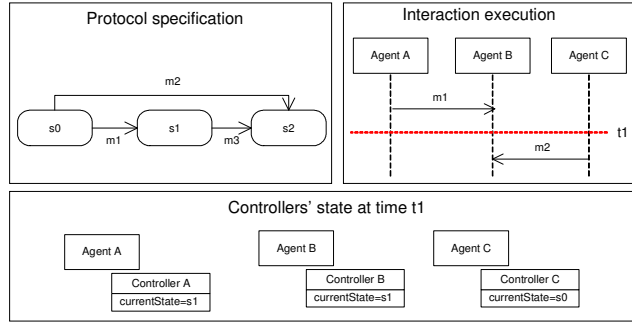 Protocol specification
m2
s0
s1
s2
m1
m3
Interaction execution
Agent A
Agent B
Agent C
m1
t1
m2
Controllers' state at time t1
Agent A
Controller A
currentState=s1
Agent B
Controller B
currentState=s1
Agent C
Controller C
currentState=s0